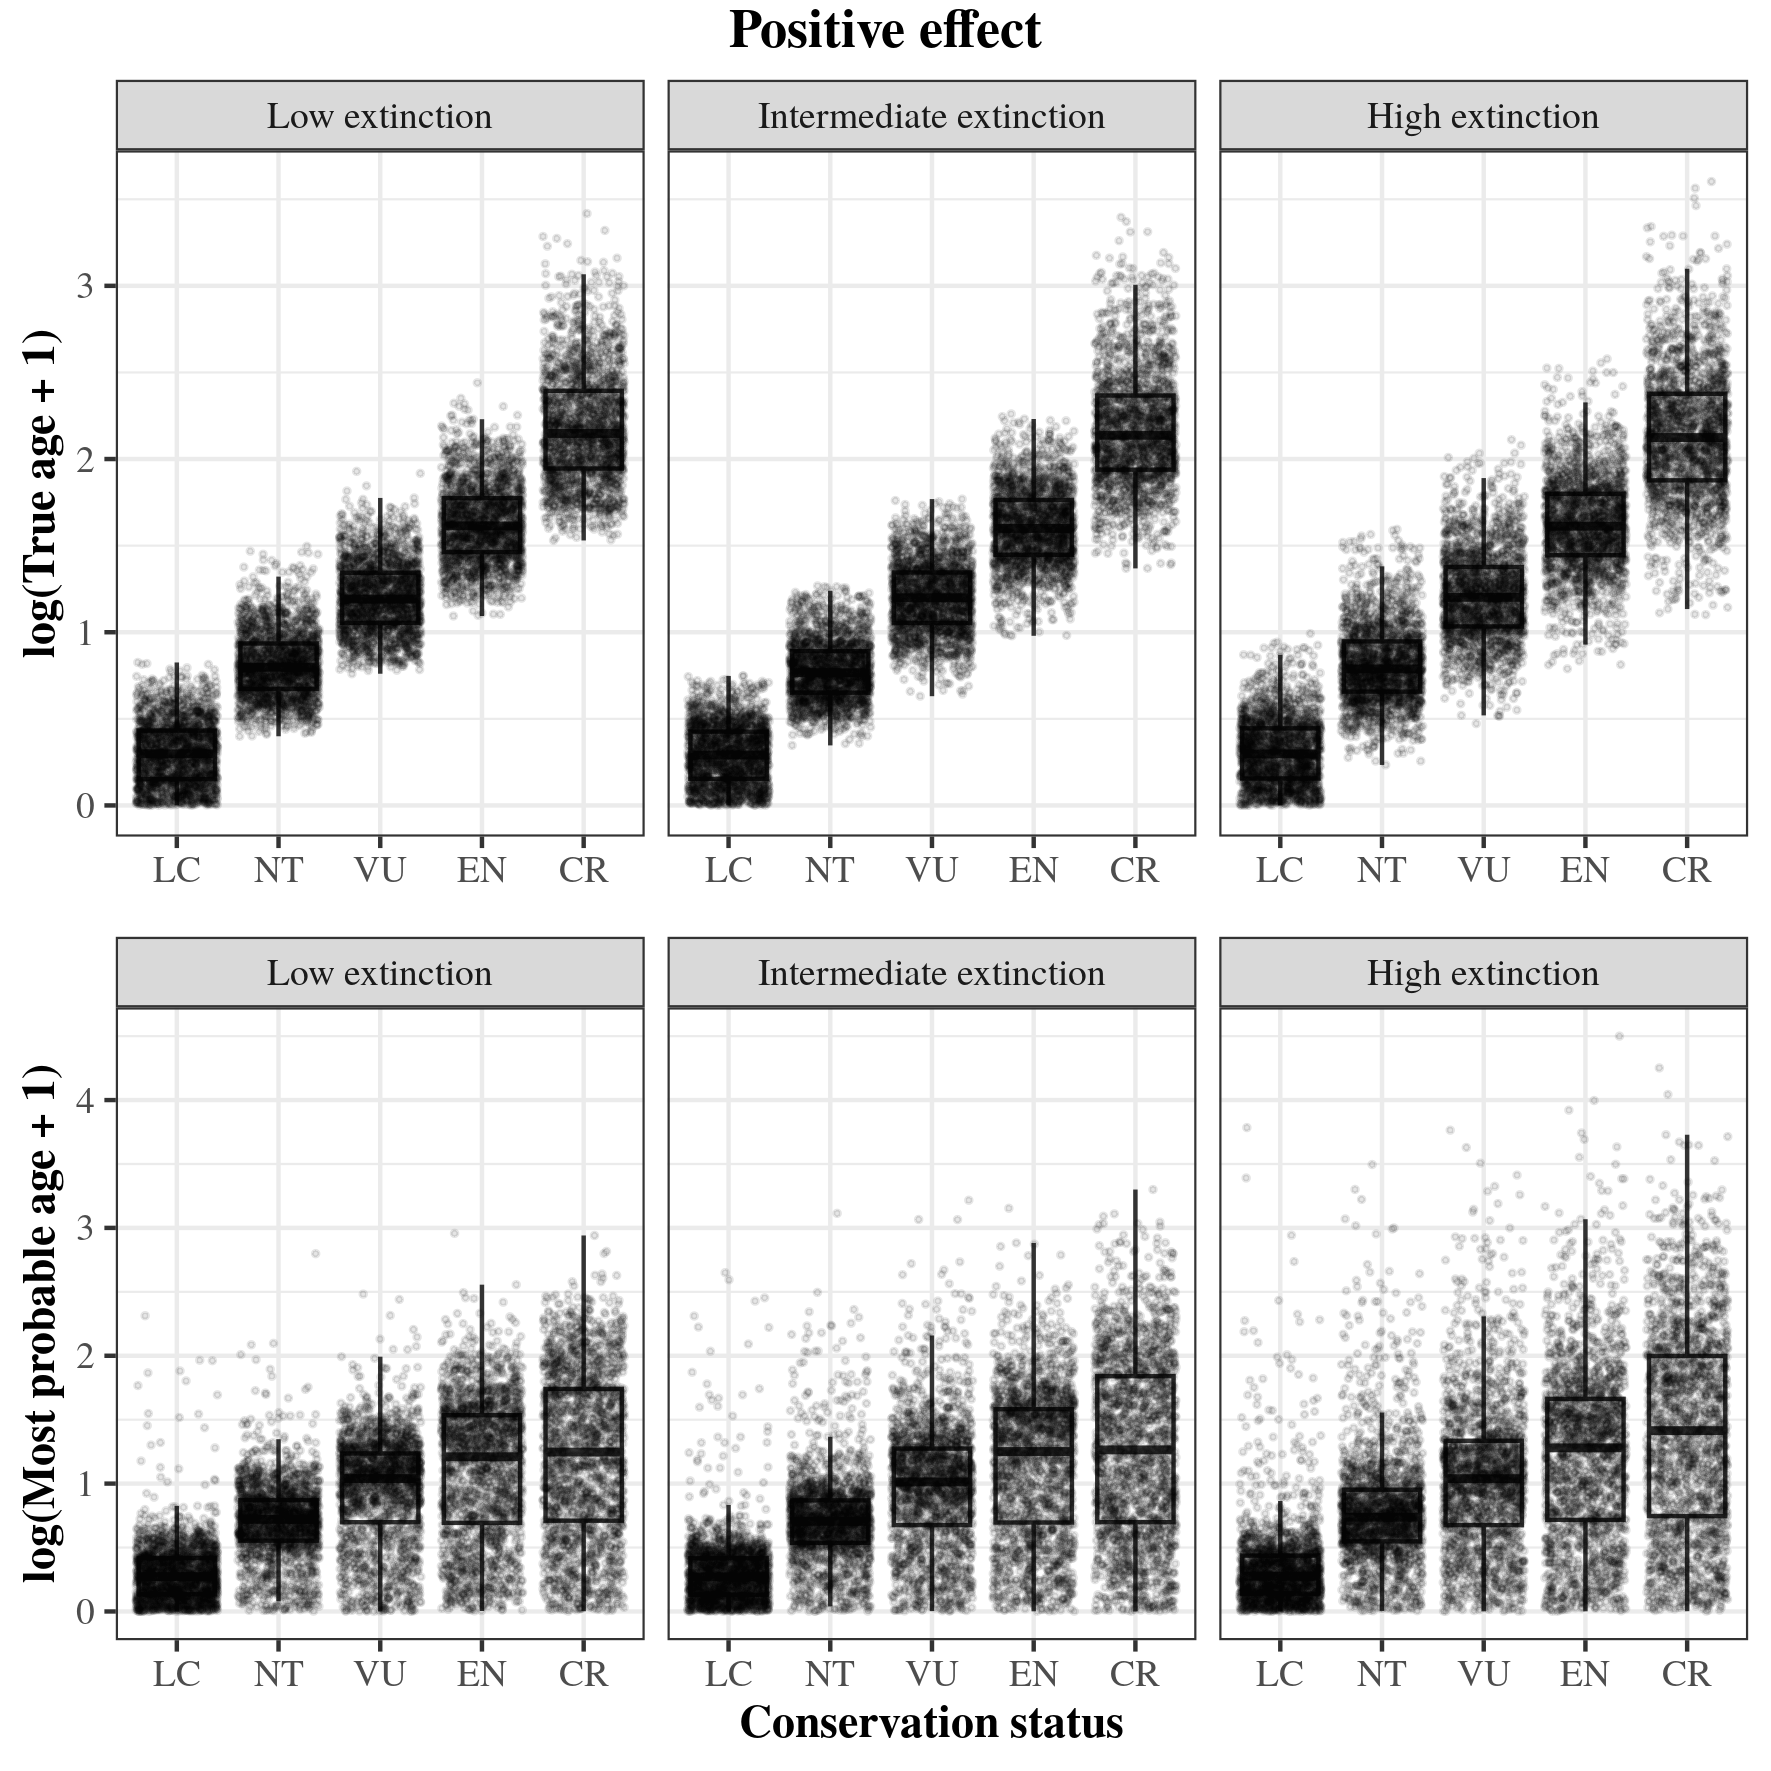 Positive effect
Low extinction
Intermediate extinction
High extinction
log(True age + 1)
3
2
1
0
LC NT VU EN CR
LC NT VU EN CR
LC NT VU EN CR
Low extinction
Intermediate extinction
High extinction
log(Most probable age + 1)
4
3
2
1
0
LC NT VU EN CR
LC NT VU EN CR
LC NT VU EN CR
Conservation status